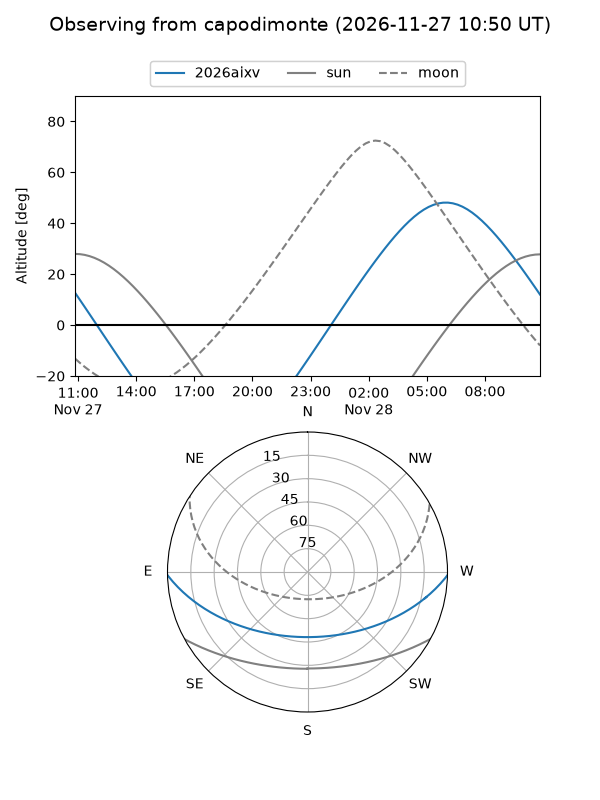 Observing from capodimonte (2026-11-27 10:50 UT)
2026aixv sun moon
Altitude [deg]
80
60
40
20
0
−20
11:00 14:00 17:00 20:00 23:00 02:00 05:00 08:00
Nov 27 Nov 28
N
NE NW
15
30
45
60
75
E W
SE SW
S